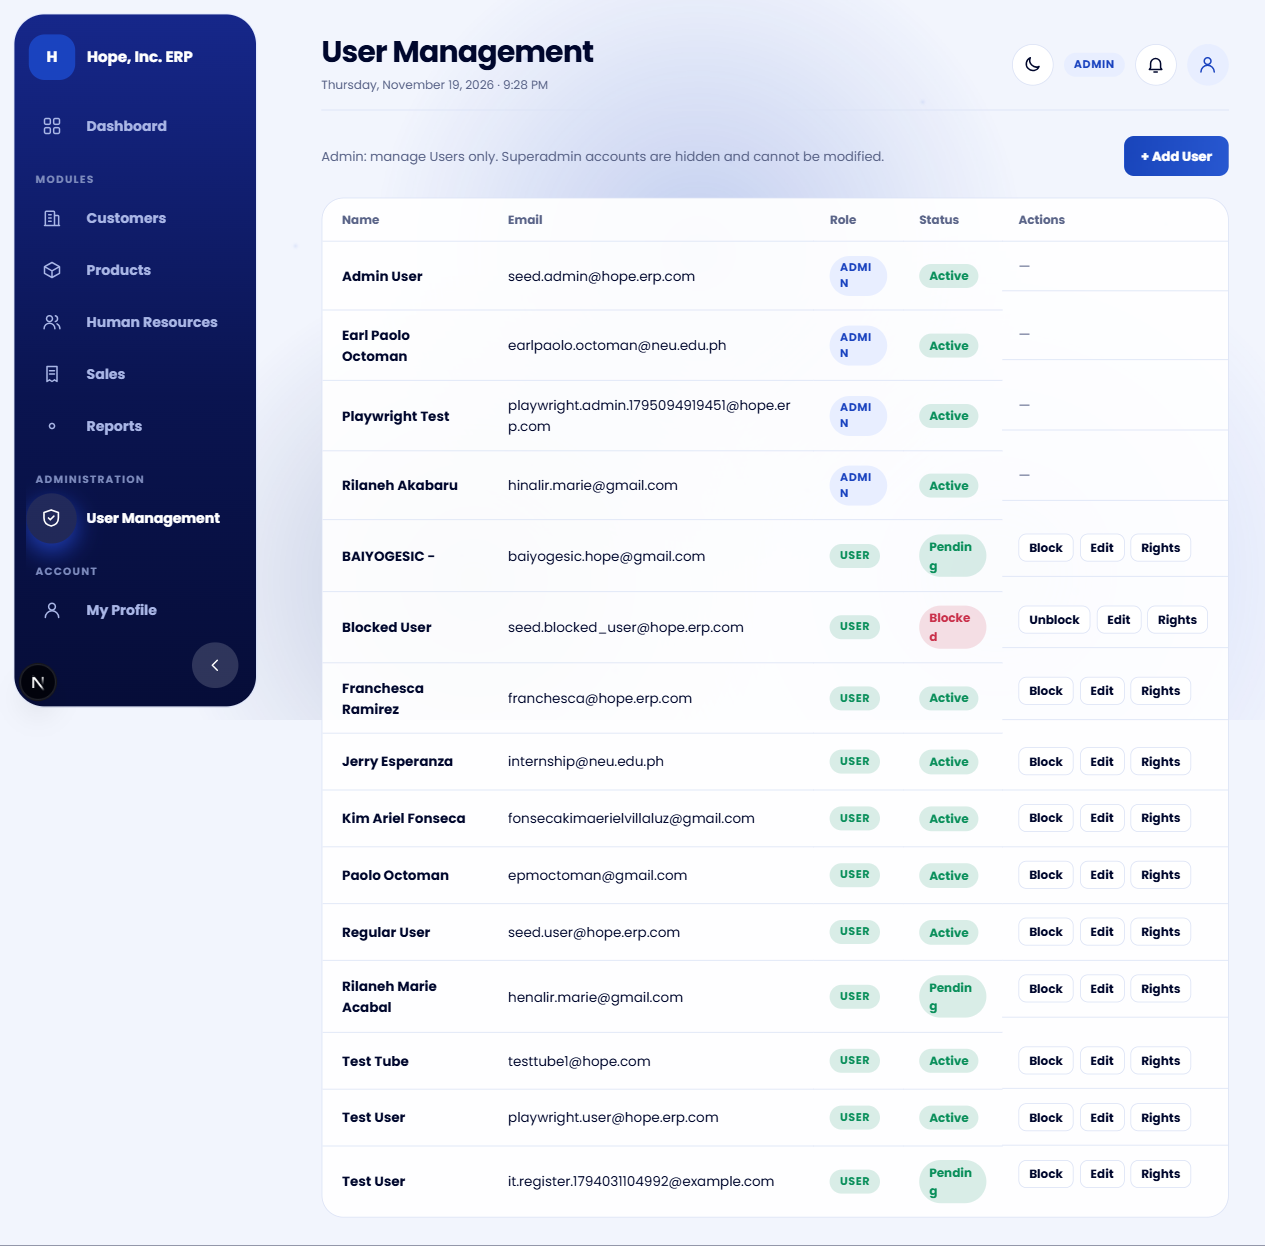 H
Hope, Inc. ERP
Dashboard
MODULES
Customers
Products
Human Resources
Sales
Reports
ADMINISTRATION
User Management
ACCOUNT
My Profile
N
User Management
Thursday, November 19, 2026 · 9:28 PM
ADMIN
Admin: manage Users only. Superadmin accounts are hidden and cannot be modified.
+ Add User
Name Email Role Status Actions
Admin User seed.admin@hope.erp.com ADMI Active —
N
Earl Paolo
Octoman earlpaolo.octoman@neu.edu.ph ADMI Active —
N
Playwright Test playwright.admin.1795094919451@hope.er ADMI Active —
p.com N
Rilaneh Akabaru hinalir.marie@gmail.com ADMI Active —
N
BAIYOGESIC - baiyogesic.hope@gmail.com USER Pendin Block Edit Rights
g
Blocked User seed.blocked_user@hope.erp.com USER Blocke Unblock Edit Rights
d
Franchesca
Ramirez franchesca@hope.erp.com USER Active Block Edit Rights
Jerry Esperanza internship@neu.edu.ph USER Active Block Edit Rights
Kim Ariel Fonseca fonsecakimaerielvillaluz@gmail.com USER Active Block Edit Rights
Paolo Octoman epmoctoman@gmail.com USER Active Block Edit Rights
Regular User seed.user@hope.erp.com USER Active Block Edit Rights
Rilaneh Marie
Acabal henalir.marie@gmail.com USER Pendin Block Edit Rights
g
Test Tube testtube1@hope.com USER Active Block Edit Rights
Test User playwright.user@hope.erp.com USER Active Block Edit Rights
Test User it.register.1794031104992@example.com USER Pendin Block Edit Rights
g